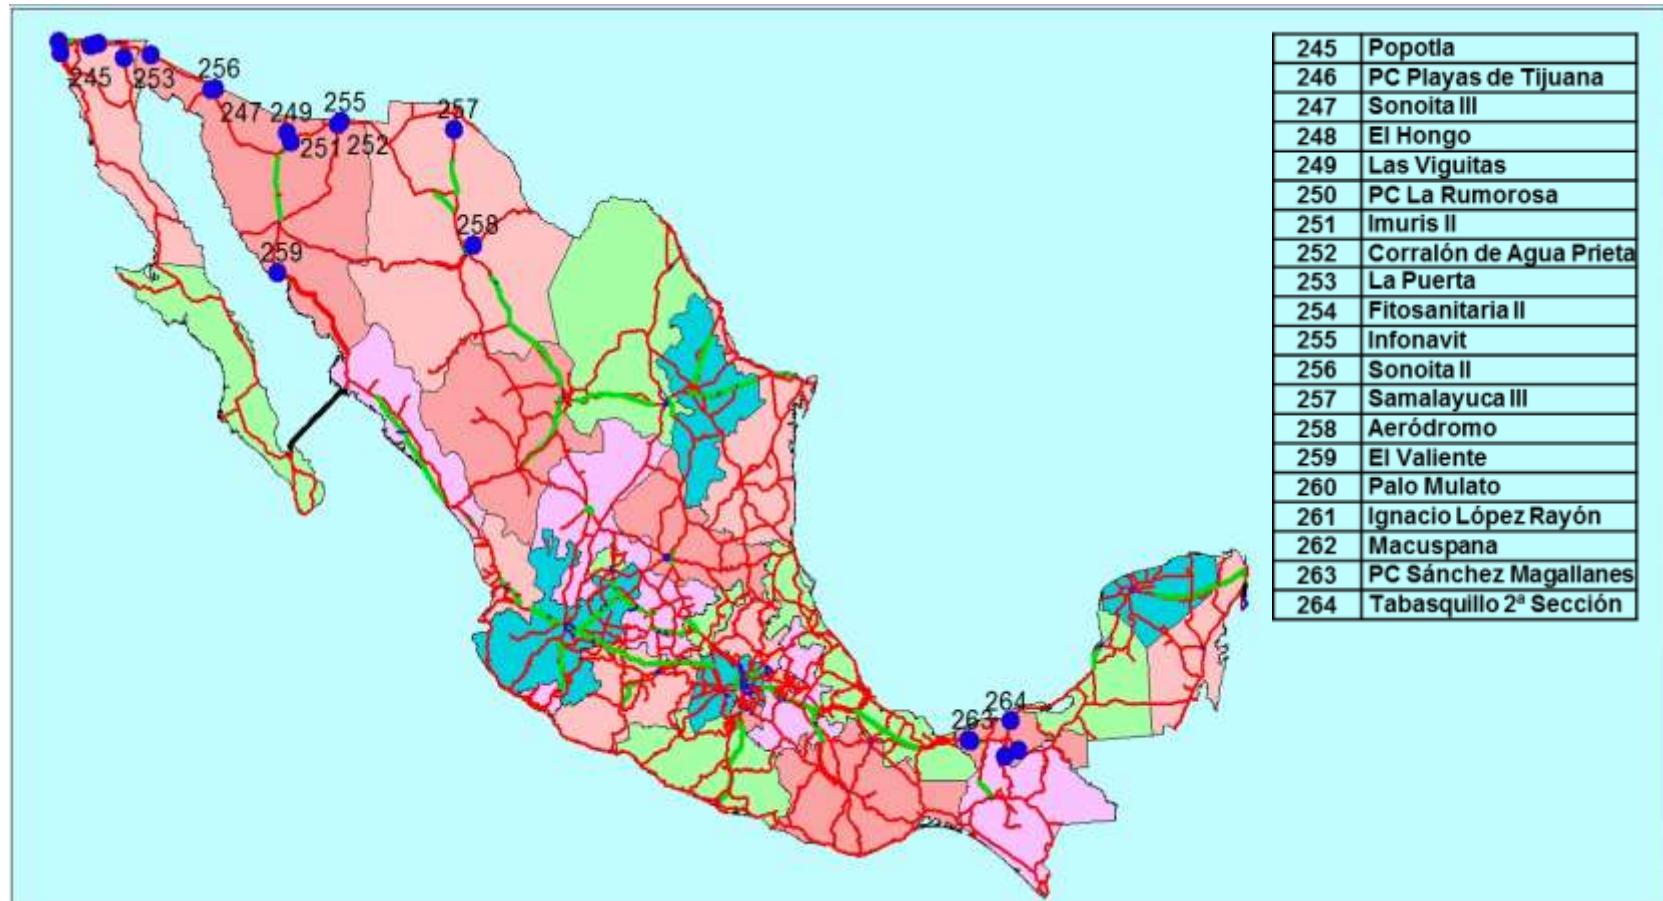 256
245
253
247
249
255
257
251
252
258
259
264
263
245 Popotla
246 PC Playas de Tijuana
247 Sonoita III
248 El Hongo
249 Las Viguitas
250 PC La Rumorosa
251 Imuris II
252 Corralón de Agua Prieta
253 La Puerta
254 Fitosanitaria II
255 Infonavit
256 Sonoita II
257 Samalayuca III
258 Aeródromo
259 El Valiente
260 Palo Mulato
261 Ignacio López Rayón
262 Macuspana
263 PC Sánchez Magallanes
264 Tabasquillo 2ª Sección